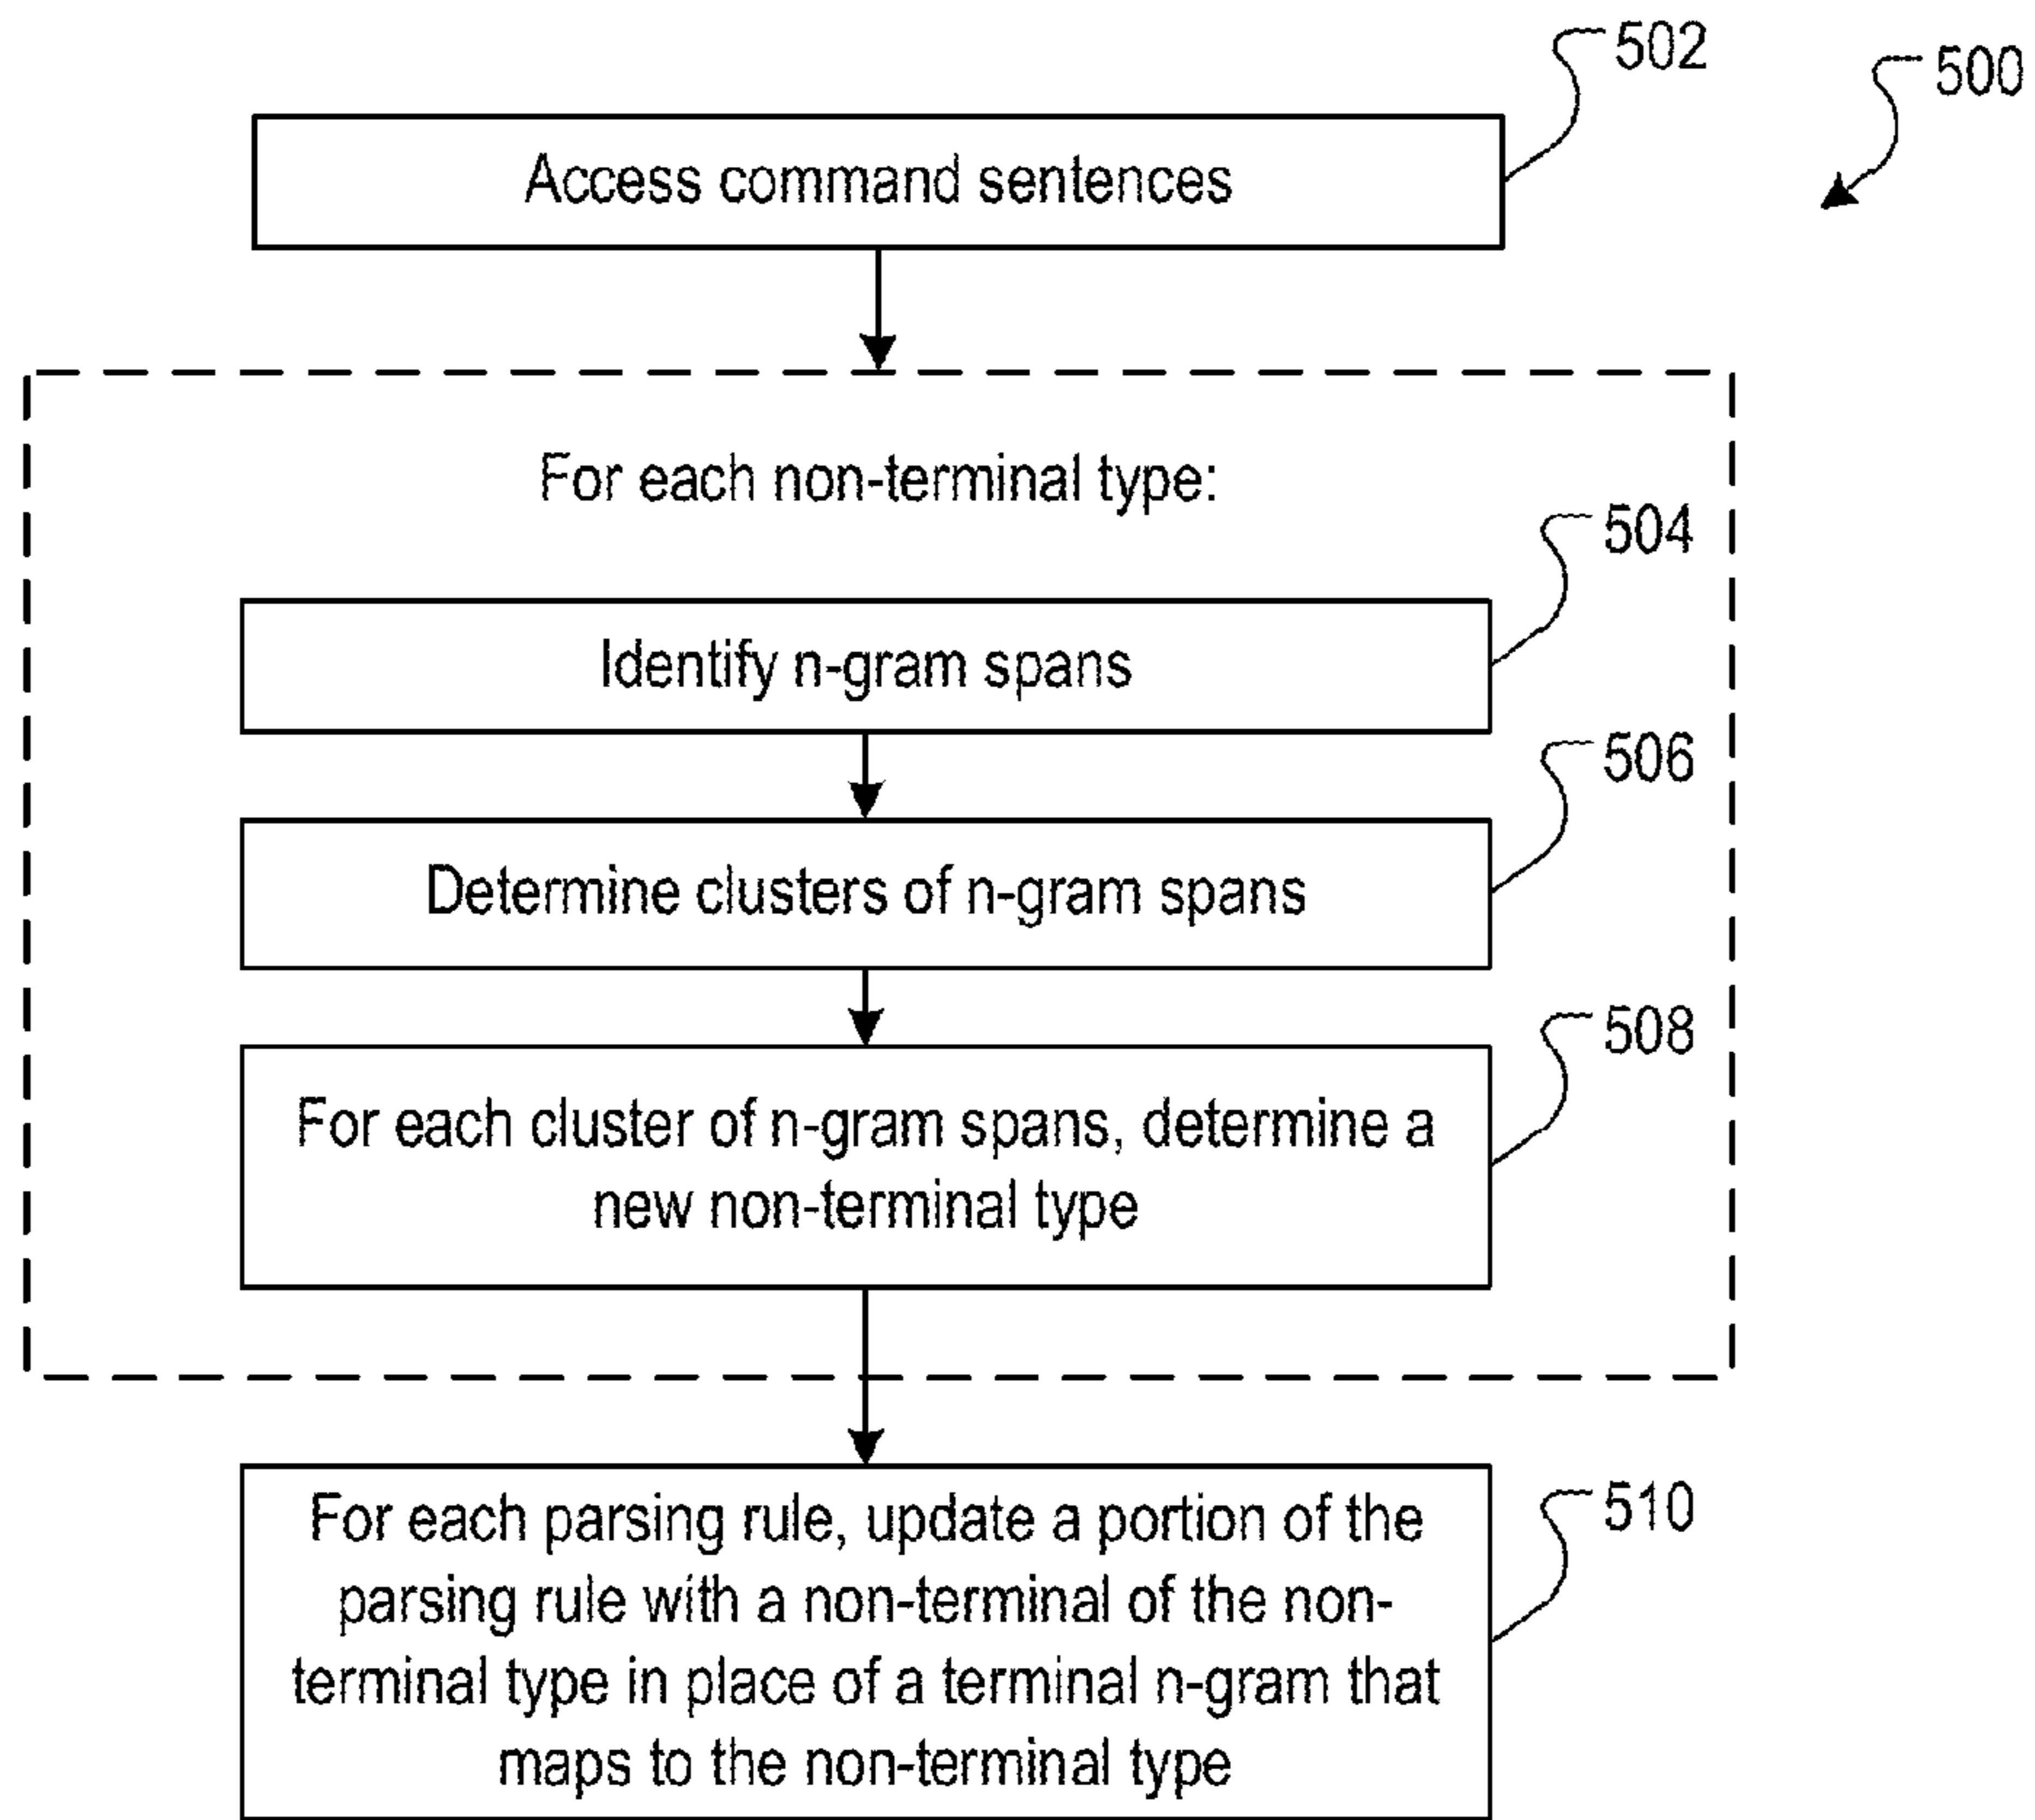 502
500
Access command sentences
For each non-terminal type:
504
Identify n-gram spans
506
Determine clusters of n-gram spans
508
For each cluster of n-gram spans, determine a
new non-terminal type
510
For each parsing rule, update a portion of the
parsing rule with a non-terminal of the non-
terminal type in place of a terminal n-gram that
maps to the non-terminal type